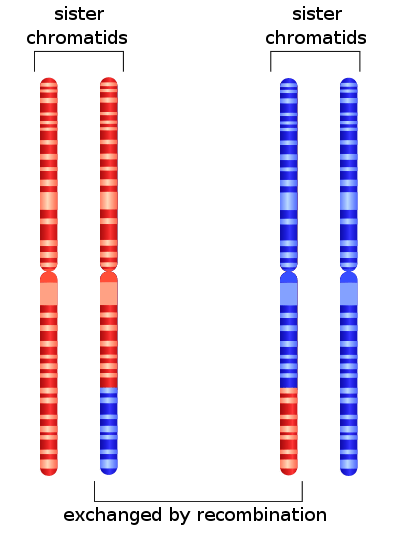 sister
chromatids
sister
chromatids
exchanged by recombination